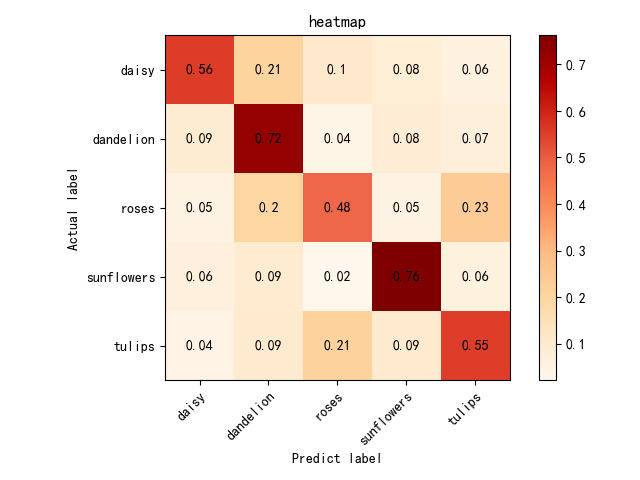 heatmap
daisy 0.56 0.21 0.1 0.08 0.06
dandelion 0.09 0.72 0.04 0.08 0.07
roses 0.05 0.2 0.48 0.05 0.23
sunflowers 0.06 0.09 0.02 0.76 0.06
tulips 0.04 0.09 0.21 0.09 0.55
Actual label
daisy dandelion roses sunflowers tulips
Predict label
0.7
0.6
0.5
0.4
0.3
0.2
0.1